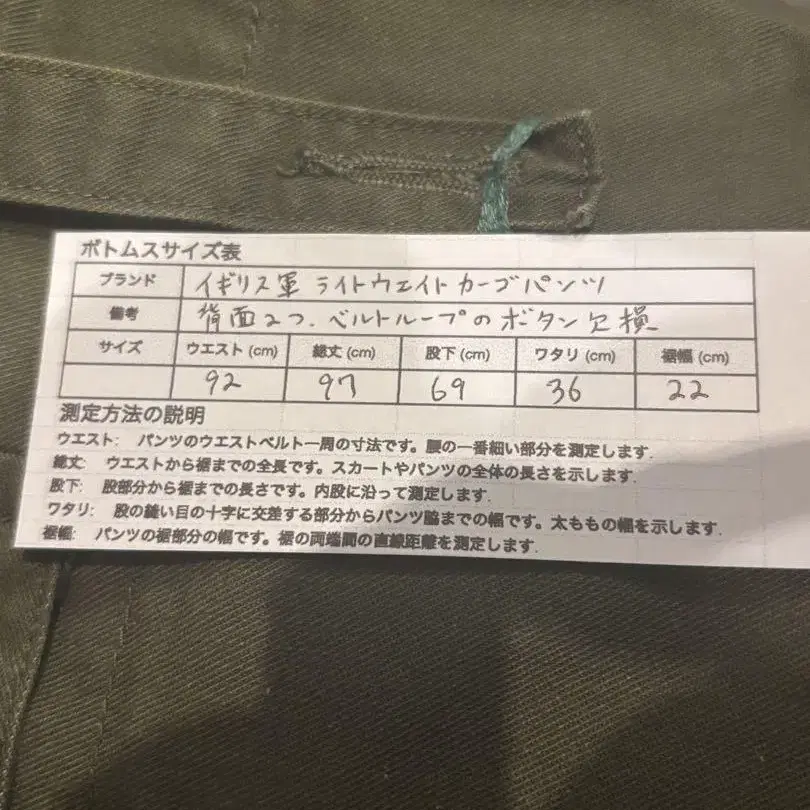 ボトムスサイズ表
ブランド イギリス軍 ライトウエイトカーゴパンツ
備考 背面2つ、ベルトループのボタン欠損
サイズ ウエスト (cm) 総丈 (cm) 股下 (cm) ワタリ (cm) 裾幅 (cm)
92 97 69 36 22
測定方法の説明
ウエスト: パンツのウエストベルト一周の寸法です。腰の一番細い部分を測定します.
総丈: ウエストから裾までの全長です。スカートやパンツの全体の長さを示します.
股下: 股部分から裾までの長さです。内股に沿って測定します.
ワタリ: 股の縫い目の十字に交差する部分からパンツ脇までの幅です。太ももの幅を示します.
裾幅: パンツの裾部分の幅です。裾の両端間の直線距離を測定します.